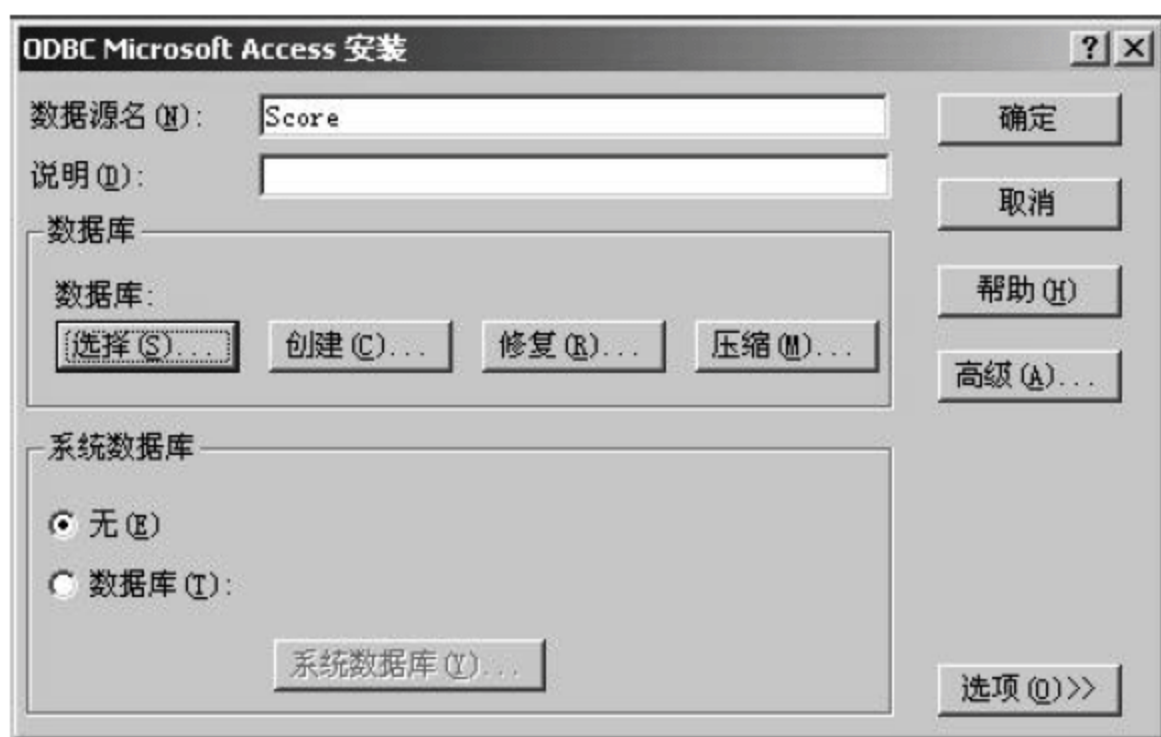 ODBC Microsoft Access 安装
数据源名(N):
Score
确定
说明(D):
取消
数据库
数据库:
选择(S)...
创建(C)...
修复(R)...
压缩(M)...
帮助(H)
高级(A)...
系统数据库
无(E)
数据库(T):
系统数据库(Y)...
选项(O)>>